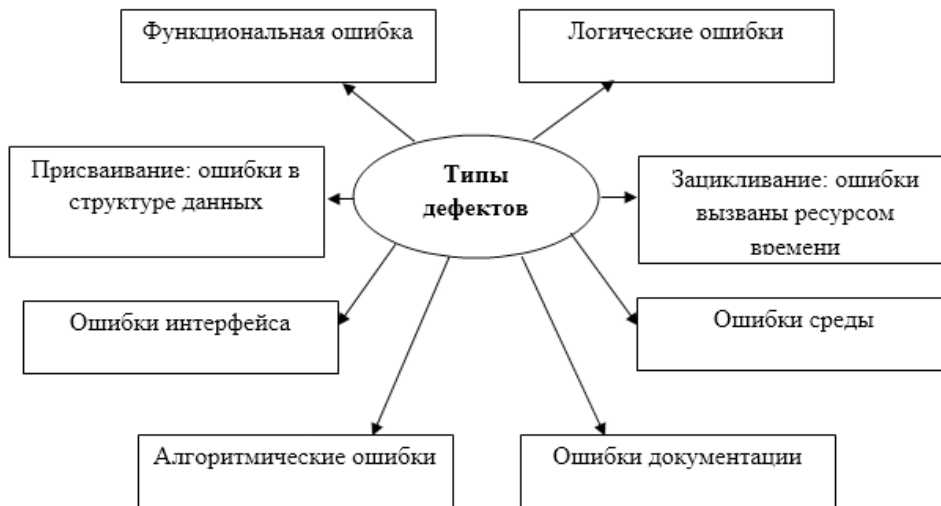 Функциональная ошибка
Логические ошибки
Присваивание: ошибки в
структуре данных
Типы
дефектов
Зацикливание: ошибки
вызваны ресурсом
времени
Ошибки интерфейса
Ошибки среды
Алгоритмические ошибки
Ошибки документации